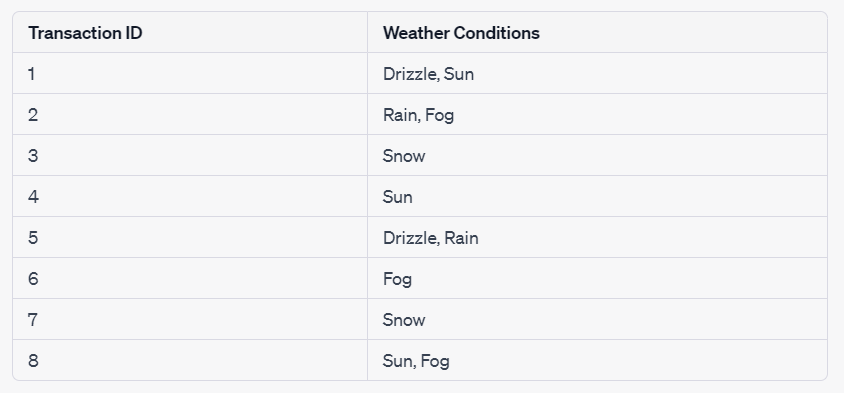 Transaction ID Weather Conditions
1 Drizzle, Sun
2 Rain, Fog
3 Snow
4 Sun
5 Drizzle, Rain
6 Fog
7 Snow
8 Sun, Fog